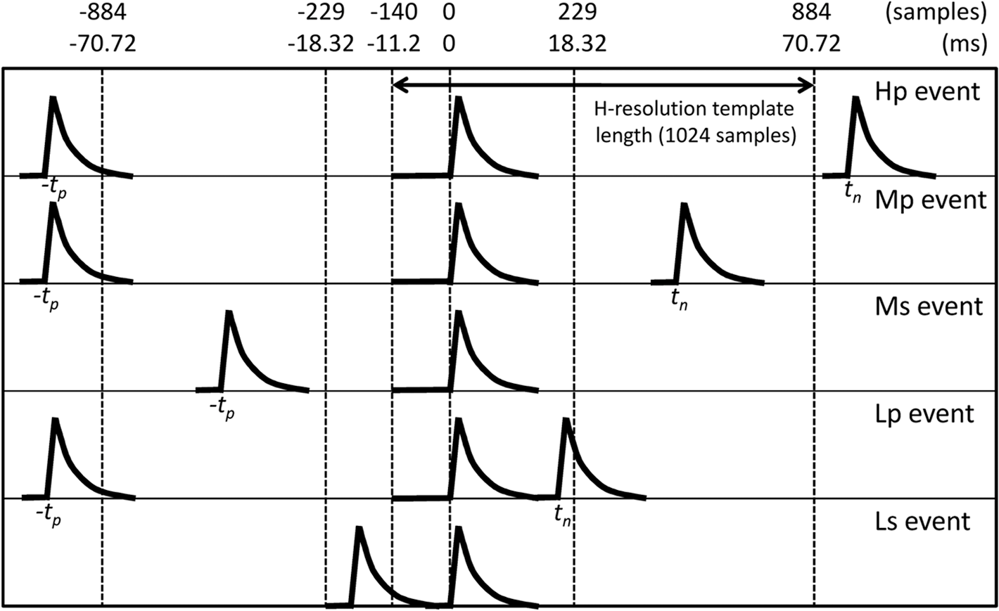 -884 -229 -140 0 229 884 (samples)
-70.72 -18.32 -11.2 0 18.32 70.72 (ms)
Hp event
H-resolution template
length (1024 samples)
-tp tn
Mp event
-tp tn
Ms event
-tp
Lp event
-tp tn
Ls event